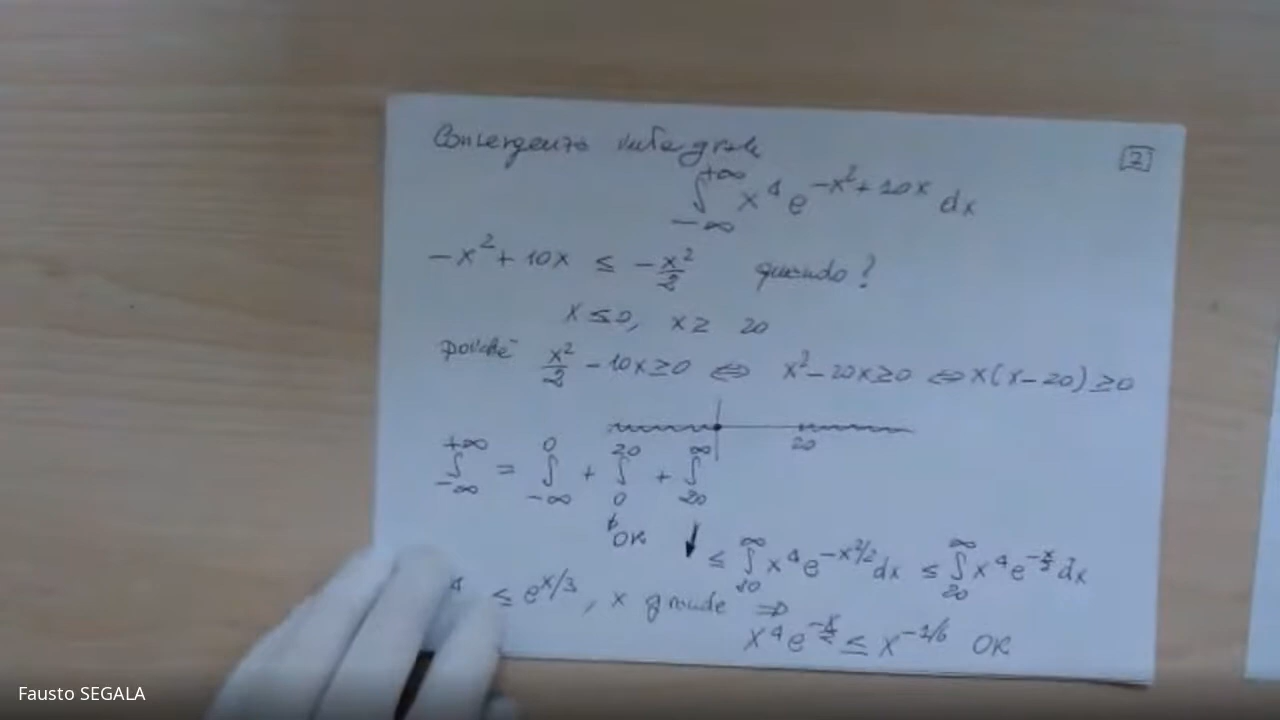 Convergenza integrale
[2]
∫_{-∞}^{+∞} x⁴ e^{-x²+10x} dx
-x² + 10x ≤ -x²/2 quando?
x ≤ 0, x ≥ 20
poiché x²/2 - 10x ≥ 0 ⇔ x² - 20x ≥ 0 ⇔ x(x-20) ≥ 0
20
∫_{-∞}^{+∞} = ∫_{-∞}^{0} + ∫_{0}^{20} + ∫_{20}^{∞}
OK ↓ ≤ ∫_{20}^{∞} x⁴ e^{-x²/2} dx ≤ ∫_{20}^{∞} x⁴ e^{-x/2} dx
⁴ ≤ e^{x/3}, x grande ⇒
x⁴ e^{-x/2} ≤ x^{-1/6} OK
Fausto SEGALA